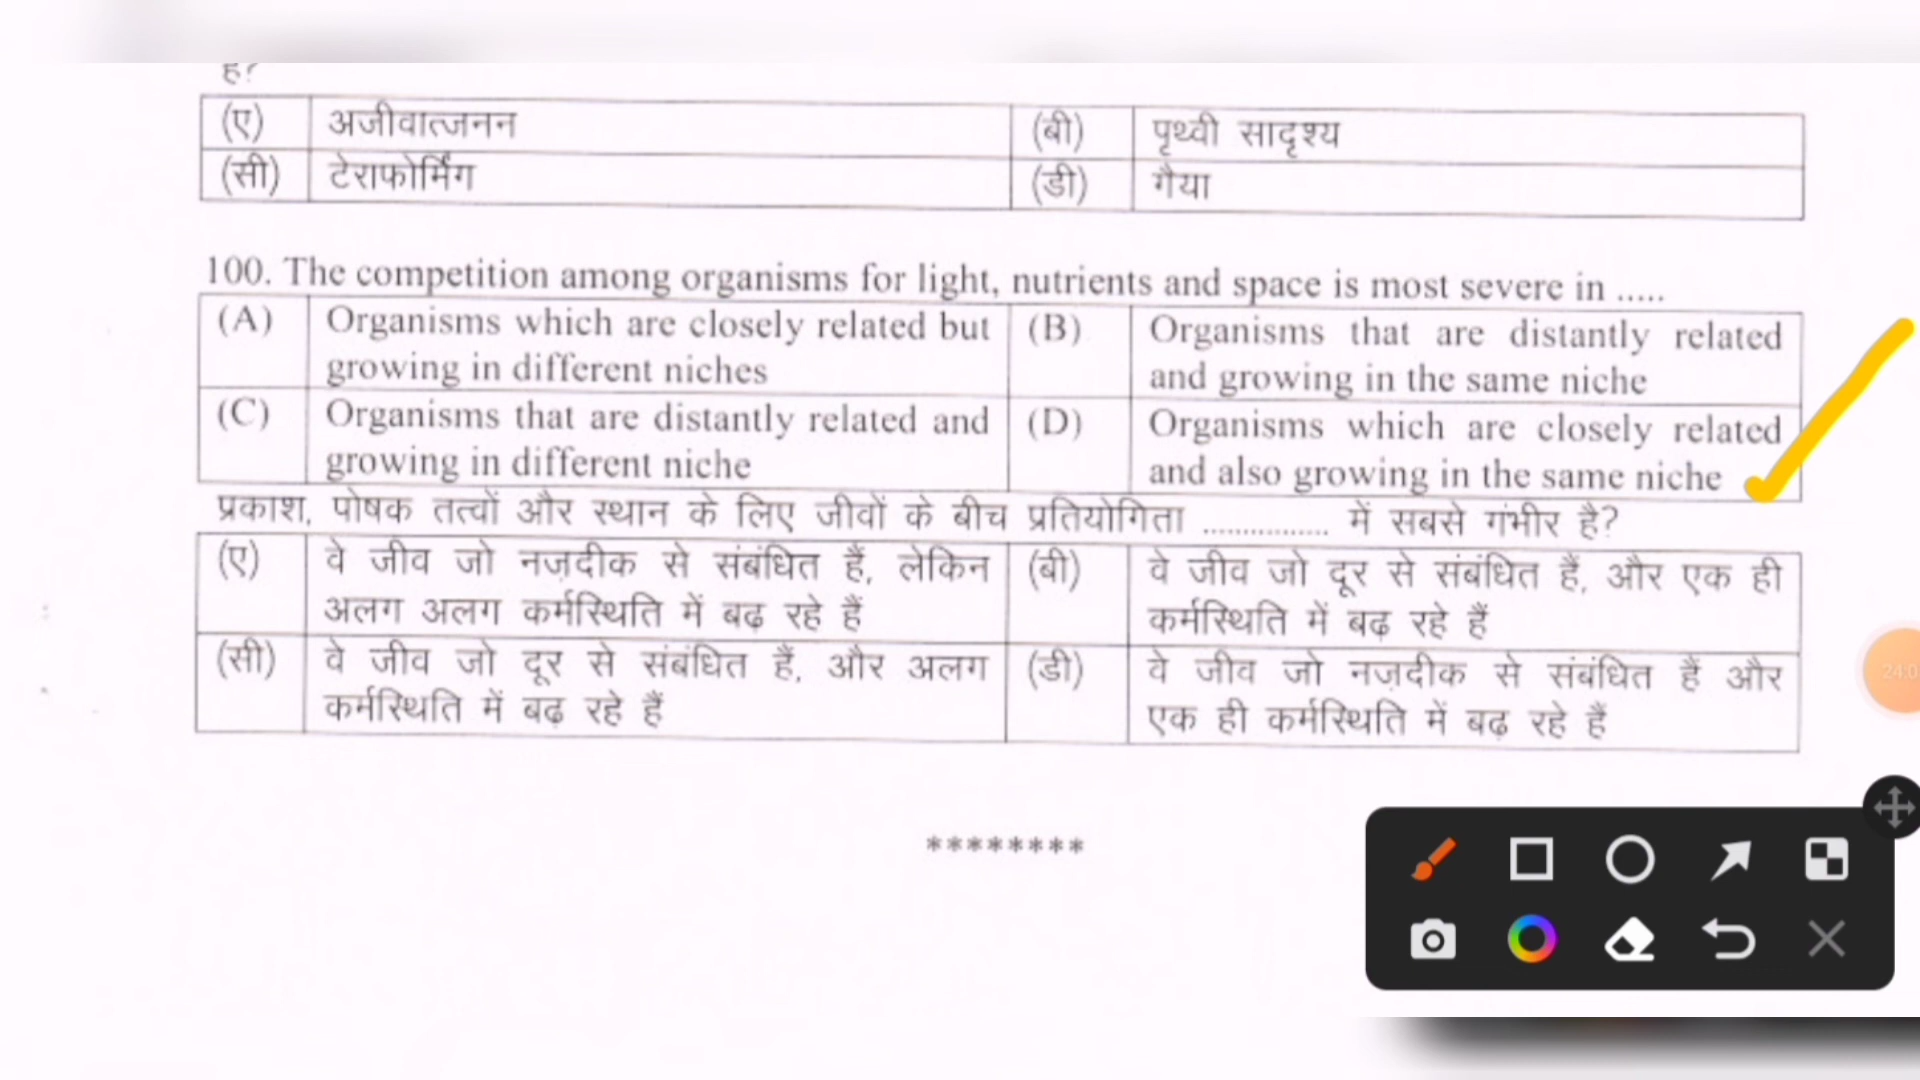 है?
(ए) अजीवात्जनन (बी) पृथ्वी सादृश्य
(सी) टेराफोर्मिंग (डी) गैया
100. The competition among organisms for light, nutrients and space is most severe in .....
(A) Organisms which are closely related but (B) Organisms that are distantly related
growing in different niches and growing in the same niche
(C) Organisms that are distantly related and (D) Organisms which are closely related
growing in different niche and also growing in the same niche
प्रकाश, पोषक तत्वों और स्थान के लिए जीवों के बीच प्रतियोगिता ............... में सबसे गंभीर है?
(ए) वे जीव जो नज़दीक से संबंधित हैं, लेकिन (बी) वे जीव जो दूर से संबंधित हैं, और एक ही
अलग अलग कर्मस्थिति में बढ़ रहे हैं कर्मस्थिति में बढ़ रहे हैं
(सी) वे जीव जो दूर से संबंधित हैं, और अलग (डी) वे जीव जो नज़दीक से संबंधित हैं और
कर्मस्थिति में बढ़ रहे हैं एक ही कर्मस्थिति में बढ़ रहे हैं
********